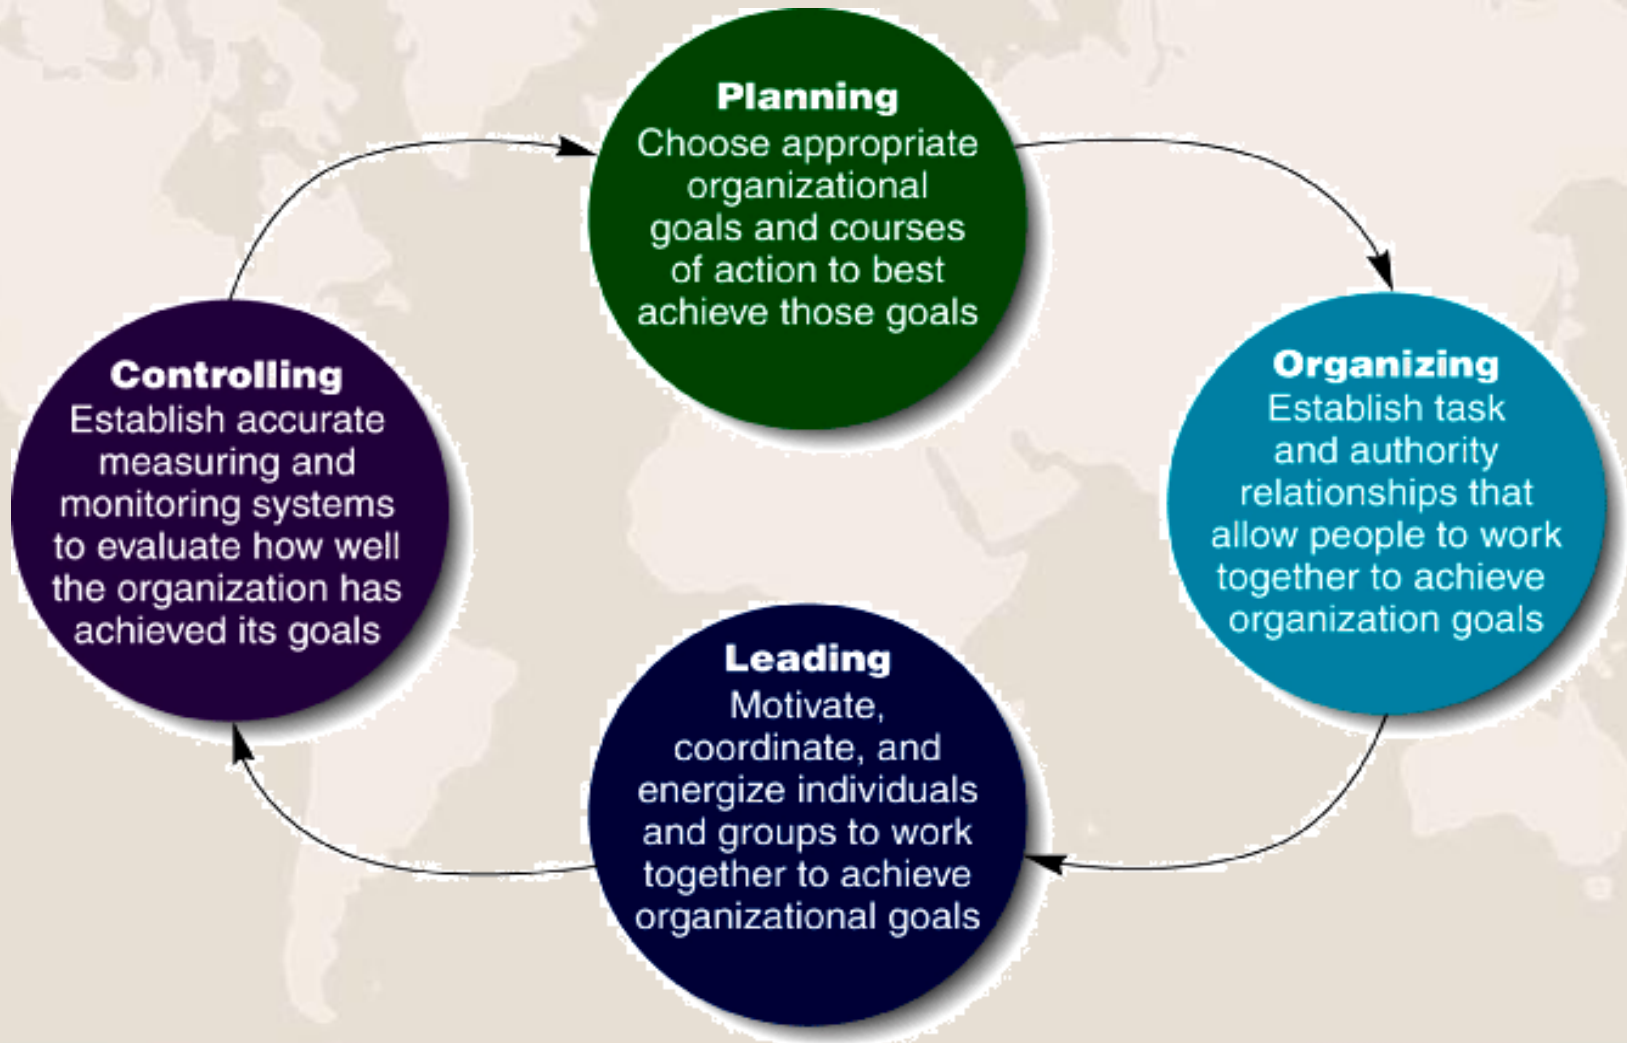 Planning
Choose appropriate
organizational
goals and courses
of action to best
achieve those goals
Organizing
Establish task
and authority
relationships that
allow people to work
together to achieve
organization goals
Leading
Motivate,
coordinate, and
energize individuals
and groups to work
together to achieve
organizational goals
Controlling
Establish accurate
measuring and
monitoring systems
to evaluate how well
the organization has
achieved its goals